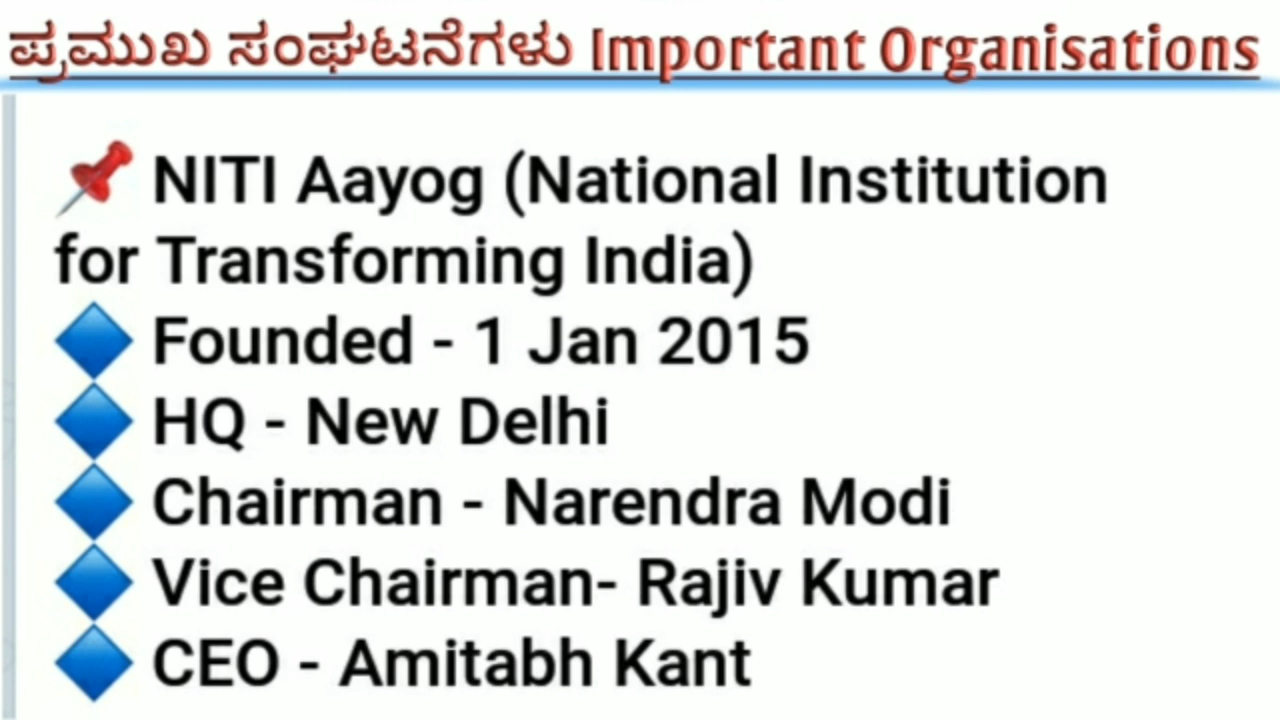 ಪ್ರಮುಖ ಸಂಘಟನೆಗಳು Important Organisations
📌 NITI Aayog (National Institution
for Transforming India)
🔷 Founded - 1 Jan 2015
🔷 HQ - New Delhi
🔷 Chairman - Narendra Modi
🔷 Vice Chairman- Rajiv Kumar
🔷 CEO - Amitabh Kant